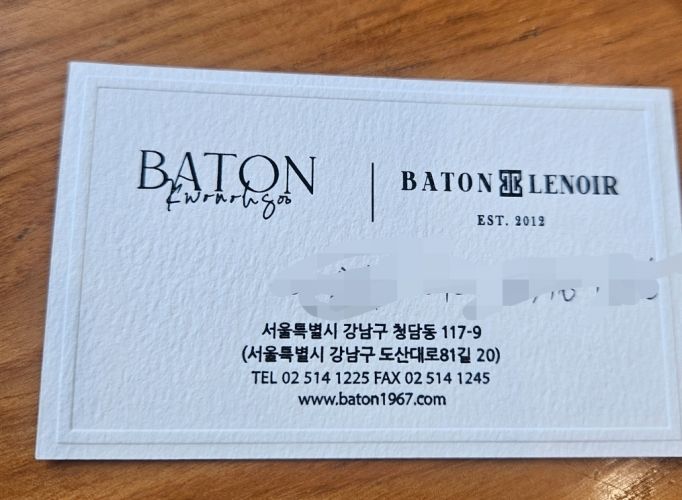 BATON
Kwonohsoo
BATON LENOIR
EST. 2012
서울특별시 강남구 청담동 117-9
(서울특별시 강남구 도산대로81길 20)
TEL 02 514 1225 FAX 02 514 1245
www.baton1967.com